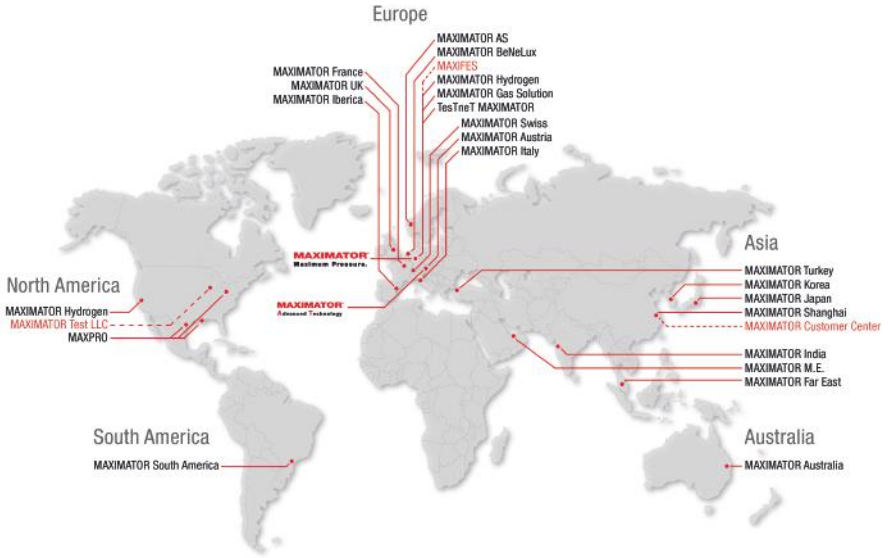 Europe
MAXIMATOR AS
MAXIMATOR BeNeLux
MAXIFES
MAXIMATOR France
MAXIMATOR Hydrogen
MAXIMATOR UK
MAXIMATOR Gas Solution
MAXIMATOR Iberica
TesTneT MAXIMATOR
MAXIMATOR Swiss
MAXIMATOR Austria
MAXIMATOR Italy
MAXIMATOR
Maximum Pressure.
MAXIMATOR
Advanced Technology
North America
MAXIMATOR Hydrogen
MAXIMATOR Test LLC
MAXPRO
Asia
MAXIMATOR Turkey
MAXIMATOR Korea
MAXIMATOR Japan
MAXIMATOR Shanghai
MAXIMATOR Customer Center
MAXIMATOR India
MAXIMATOR M.E.
MAXIMATOR Far East
South America
MAXIMATOR South America
Australia
MAXIMATOR Australia